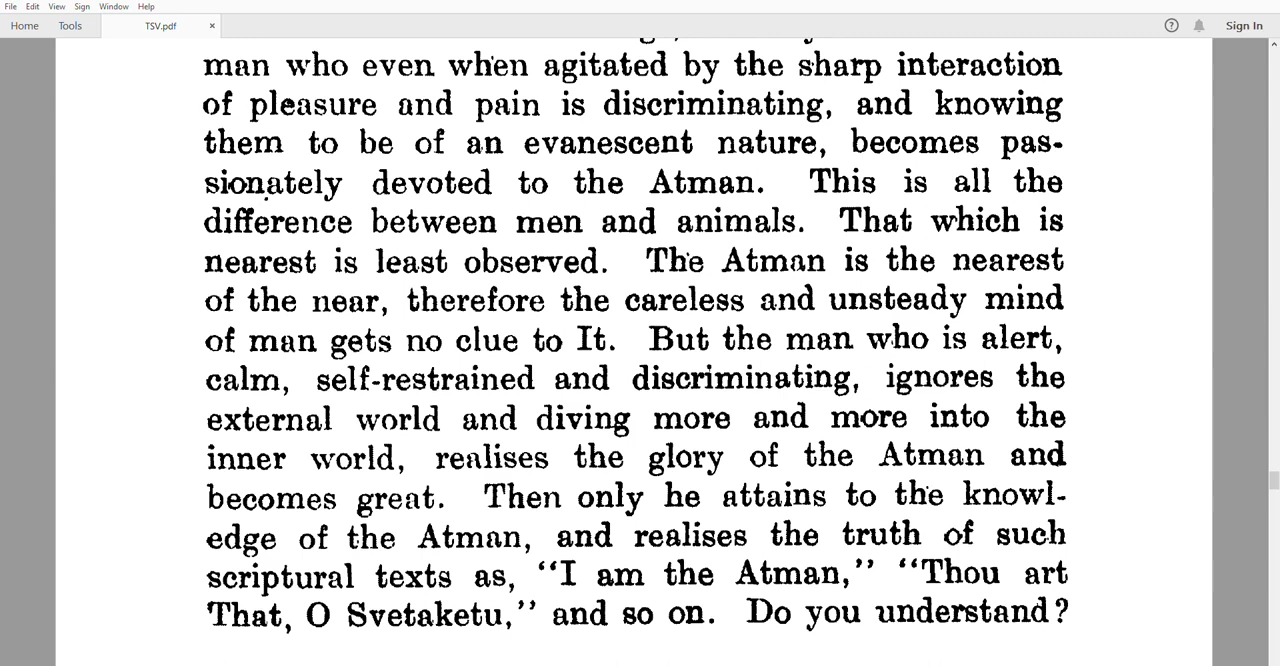 File Edit View Sign Window Help
Home Tools TSV.pdf × ? Sign In
man who even when agitated by the sharp interaction
of pleasure and pain is discriminating, and knowing
them to be of an evanescent nature, becomes pas-
sionately devoted to the Atman. This is all the
difference between men and animals. That which is
nearest is least observed. The Atman is the nearest
of the near, therefore the careless and unsteady mind
of man gets no clue to It. But the man who is alert,
calm, self-restrained and discriminating, ignores the
external world and diving more and more into the
inner world, realises the glory of the Atman and
becomes great. Then only he attains to the knowl-
edge of the Atman, and realises the truth of such
scriptural texts as, “I am the Atman,” “Thou art
That, O Svetaketu,” and so on. Do you understand?